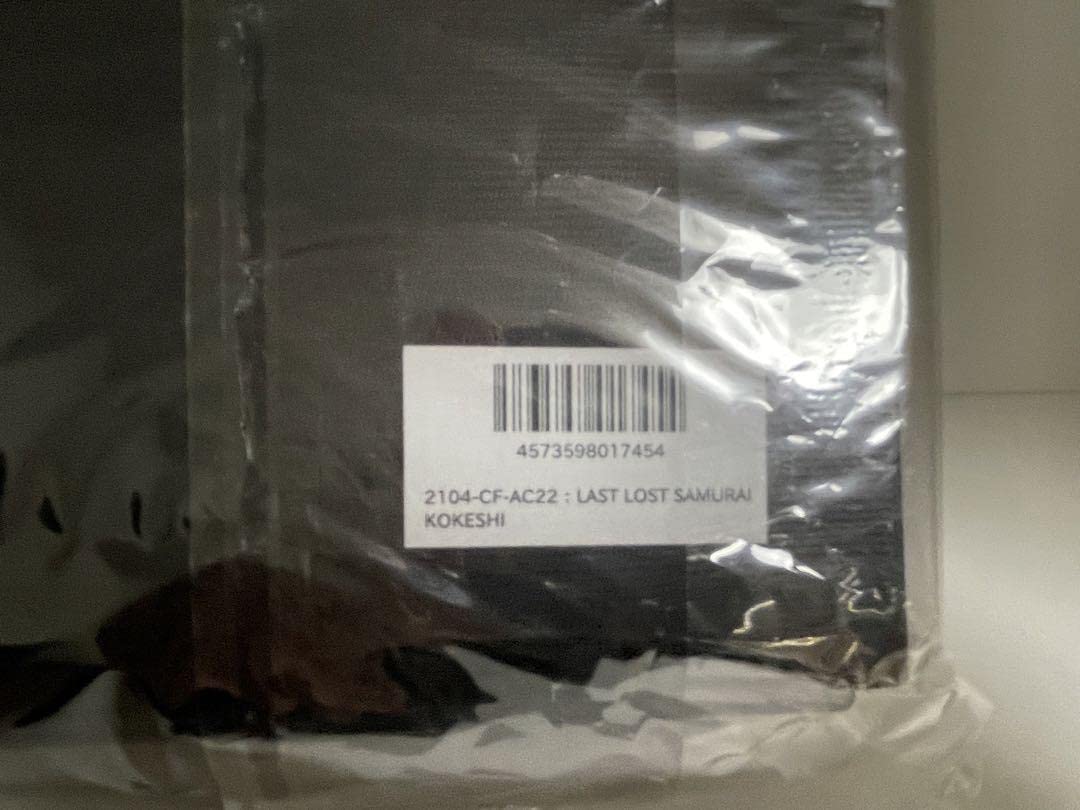 4573598017454
2104-CF-AC22 : LAST LOST SAMURAI
KOKESHI